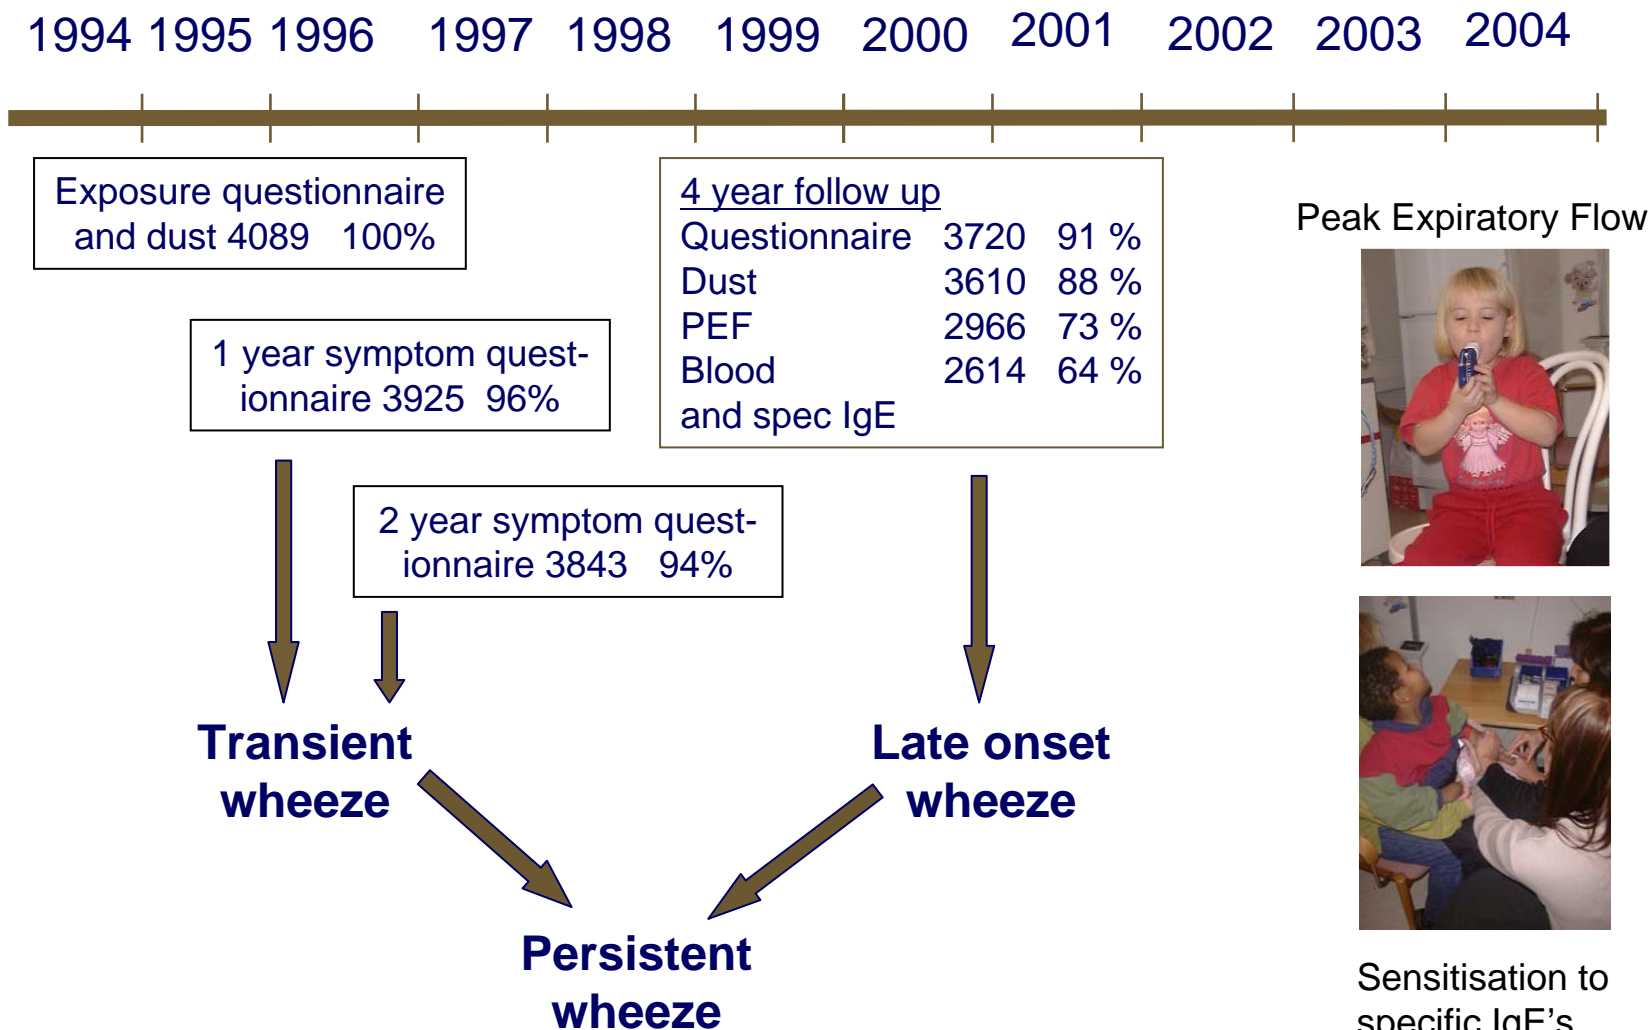 1994 1995 1996 1997 1998 1999 2000 2001 2002 2003 2004
Exposure questionnaire
and dust 4089 100%
1 year symptom quest-
ionnaire 3925 96%
2 year symptom quest-
ionnaire 3843 94%
4 year follow up
Questionnaire 3720 91 %
Dust 3610 88 %
PEF 2966 73 %
Blood 2614 64 %
and spec IgE
Peak Expiratory Flow
Transient
wheeze
Late onset
wheeze
Persistent
wheeze
Sensitisation to
specific IgE's